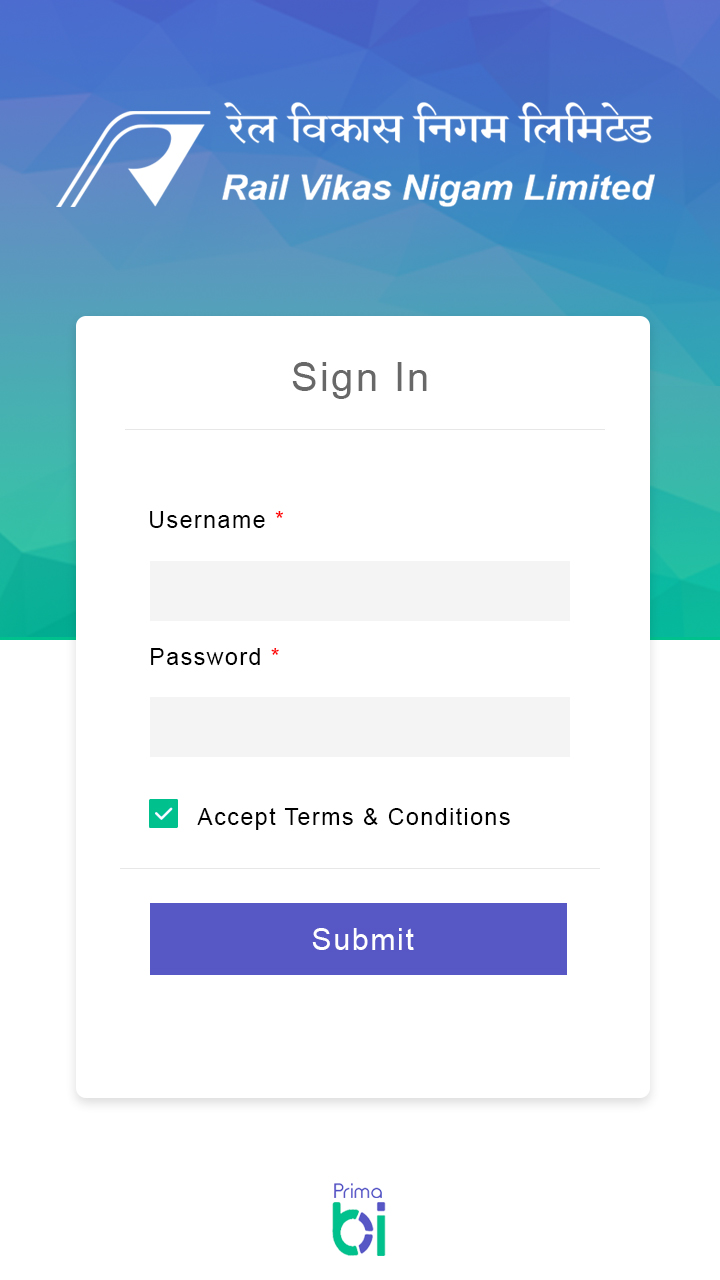 रेल विकास निगम लिमिटेड
Rail Vikas Nigam Limited
Sign In
Username *
Password *
Accept Terms & Conditions
Submit
Prima
bi